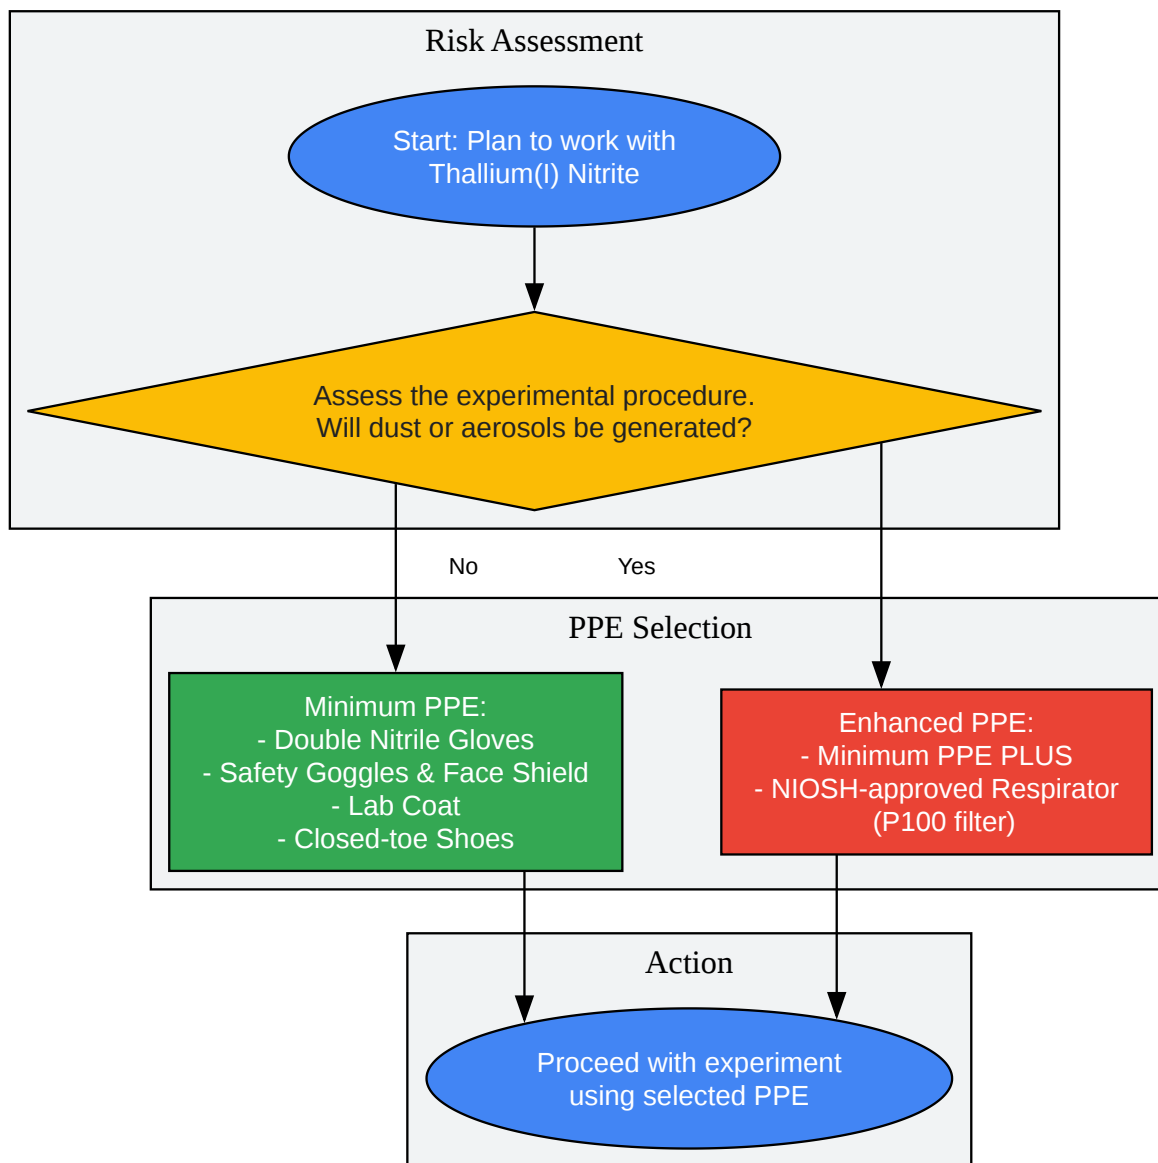 Risk Assessment
Start: Plan to work with
Thallium(I) Nitrite
Assess the experimental procedure.
Will dust or aerosols be generated?
No
Yes
PPE Selection
Minimum PPE:
- Double Nitrile Gloves
- Safety Goggles & Face Shield
- Lab Coat
- Closed-toe Shoes
Enhanced PPE:
- Minimum PPE PLUS
- NIOSH-approved Respirator
(P100 filter)
Action
Proceed with experiment
using selected PPE